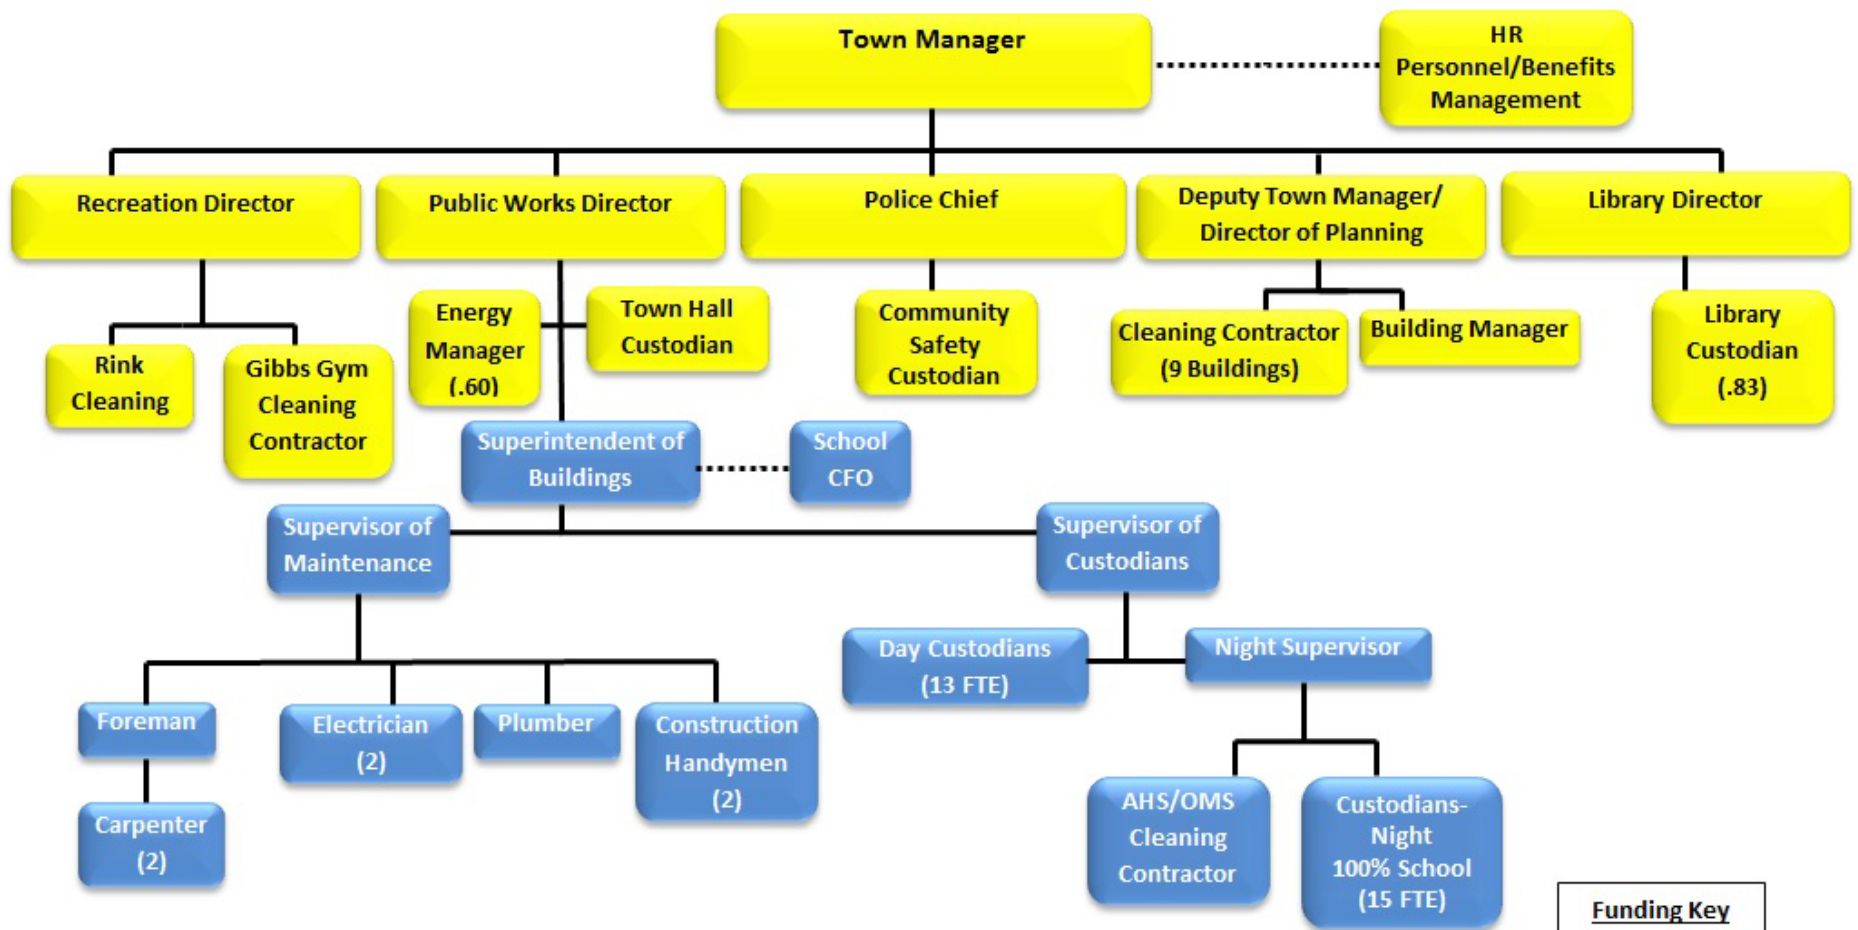 Town Manager
HR
Personnel/Benefits
Management
Recreation Director
Public Works Director
Police Chief
Deputy Town Manager/
Director of Planning
Library Director
Rink
Cleaning
Gibbs Gym
Cleaning
Contractor
Energy
Manager
(.60)
Town Hall
Custodian
Community
Safety
Custodian
Cleaning Contractor
(9 Buildings)
Building Manager
Library
Custodian
(.83)
Superintendent of
Buildings
School
CFO
Supervisor of
Maintenance
Supervisor of
Custodians
Day Custodians
(13 FTE)
Night Supervisor
Foreman
Electrician
(2)
Plumber
Construction
Handymen
(2)
Carpenter
(2)
AHS/OMS
Cleaning
Contractor
Custodians-
Night
100% School
(15 FTE)
Funding Key